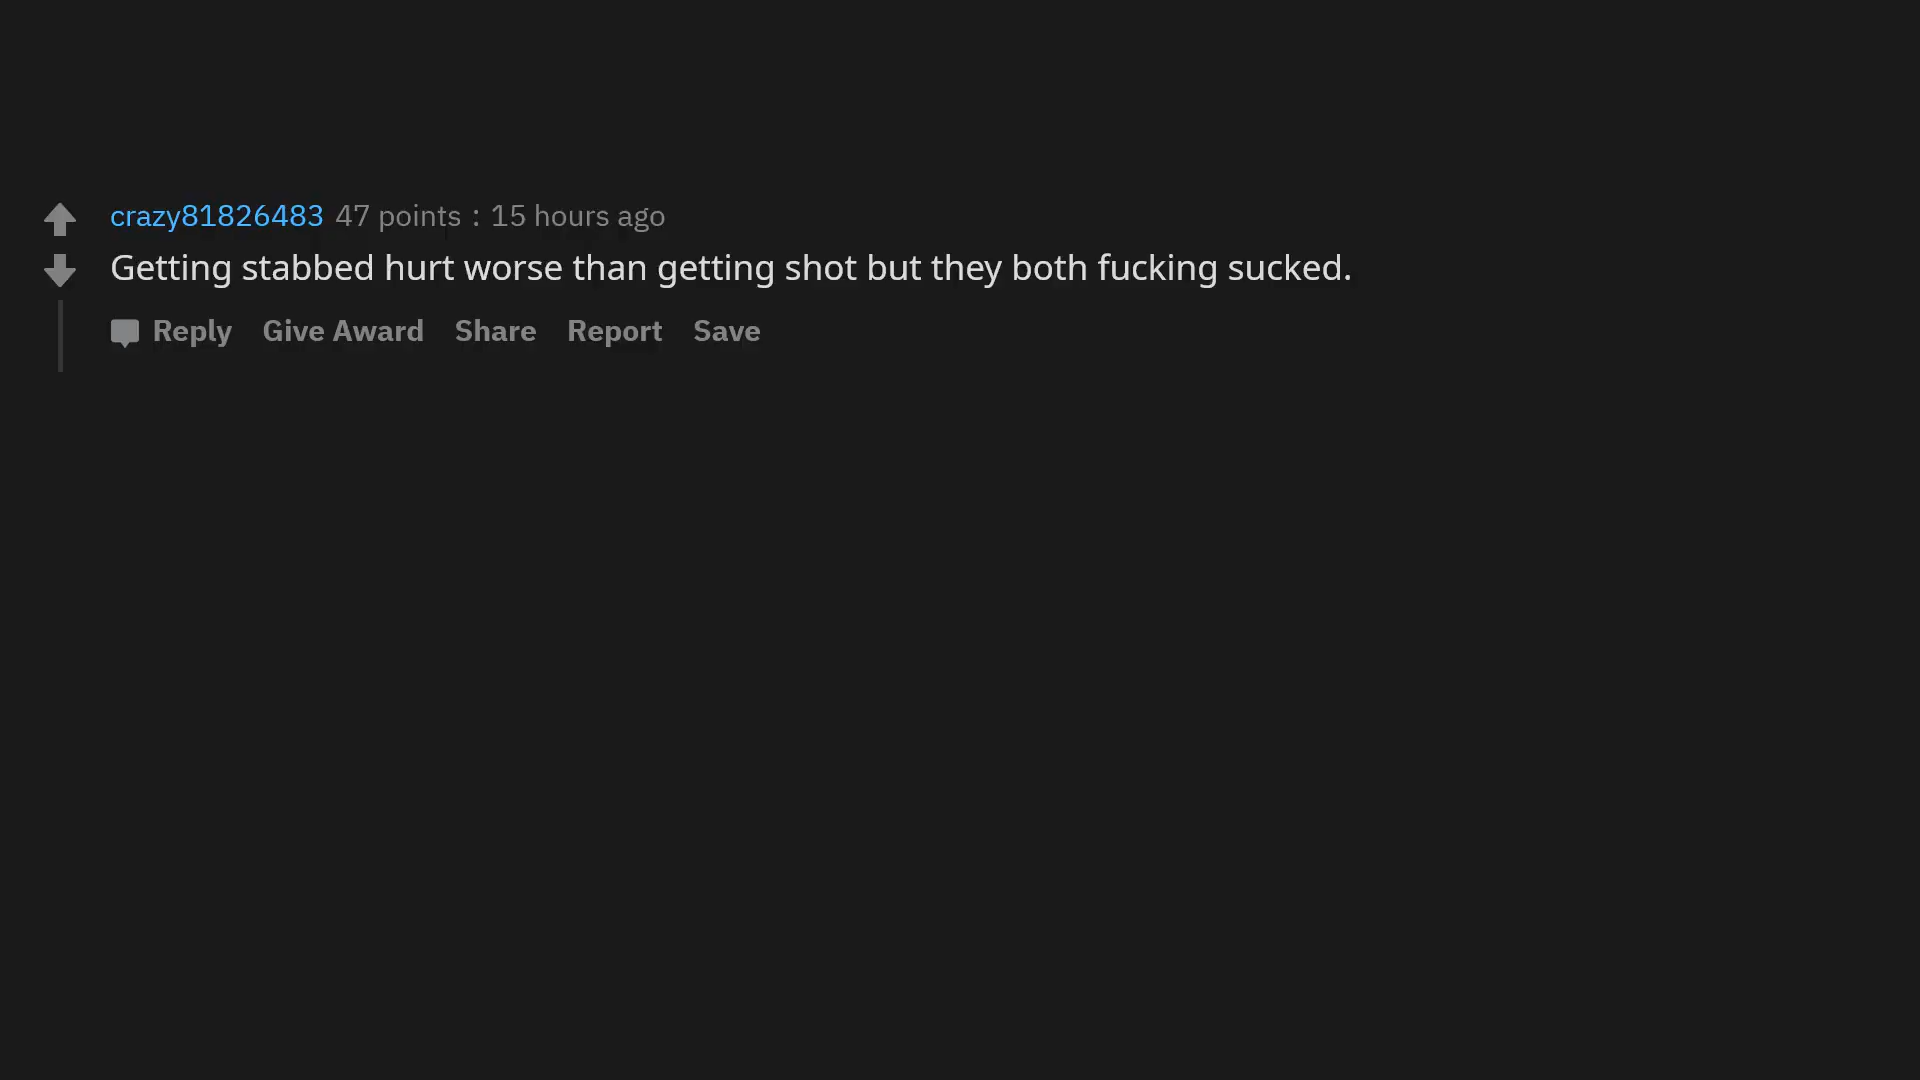 crazy81826483 47 points : 15 hours ago
Getting stabbed hurt worse than getting shot but they both fucking sucked.
Reply Give Award Share Report Save